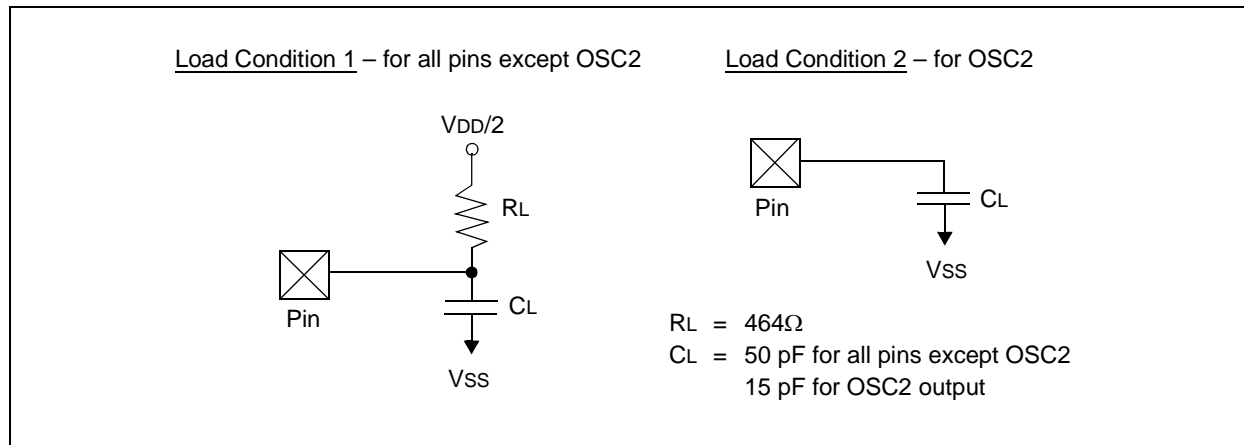 Load Condition 1 – for all pins except OSC2
VDD/2
RL
Pin
CL
VSS
Load Condition 2 – for OSC2
Pin
CL
VSS
RL = 464Ω
CL = 50 pF for all pins except OSC2
15 pF for OSC2 output